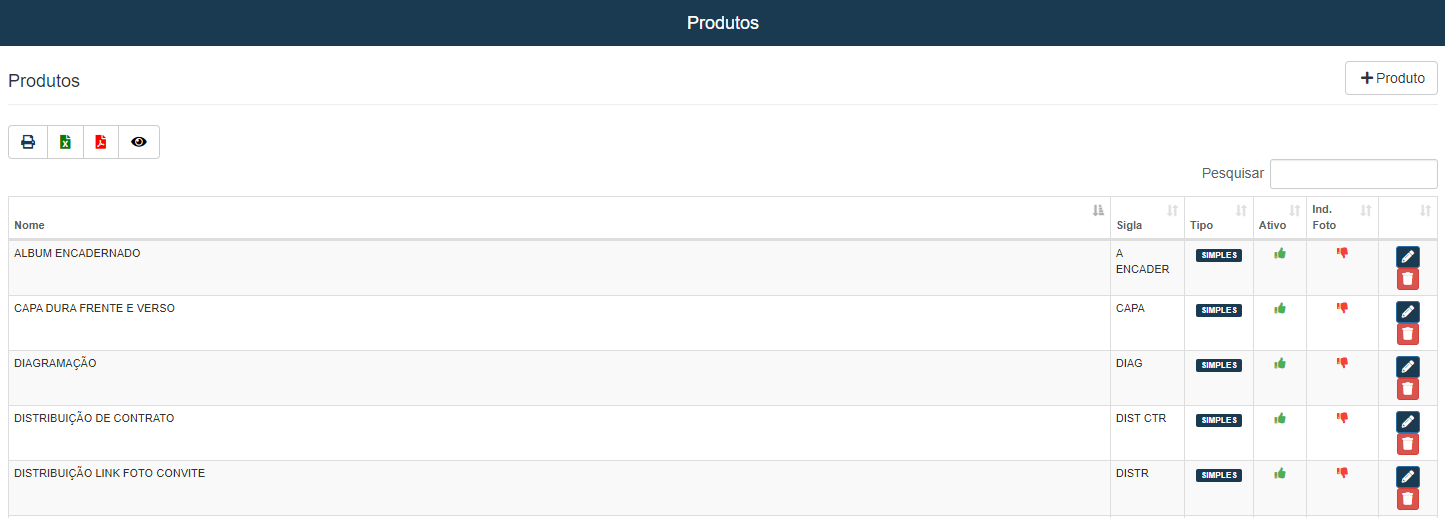 Produtos
Produtos
Produto
Pesquisar
Nome Sigla Tipo Ativo Ind. Foto
ALBUM ENCADERNADO A ENCADER SIMPLES
CAPA DURA FRENTE E VERSO CAPA SIMPLES
DIAGRAMAÇÃO DIAG SIMPLES
DISTRIBUIÇÃO DE CONTRATO DIST CTR SIMPLES
DISTRIBUIÇÃO LINK FOTO CONVITE DISTR SIMPLES